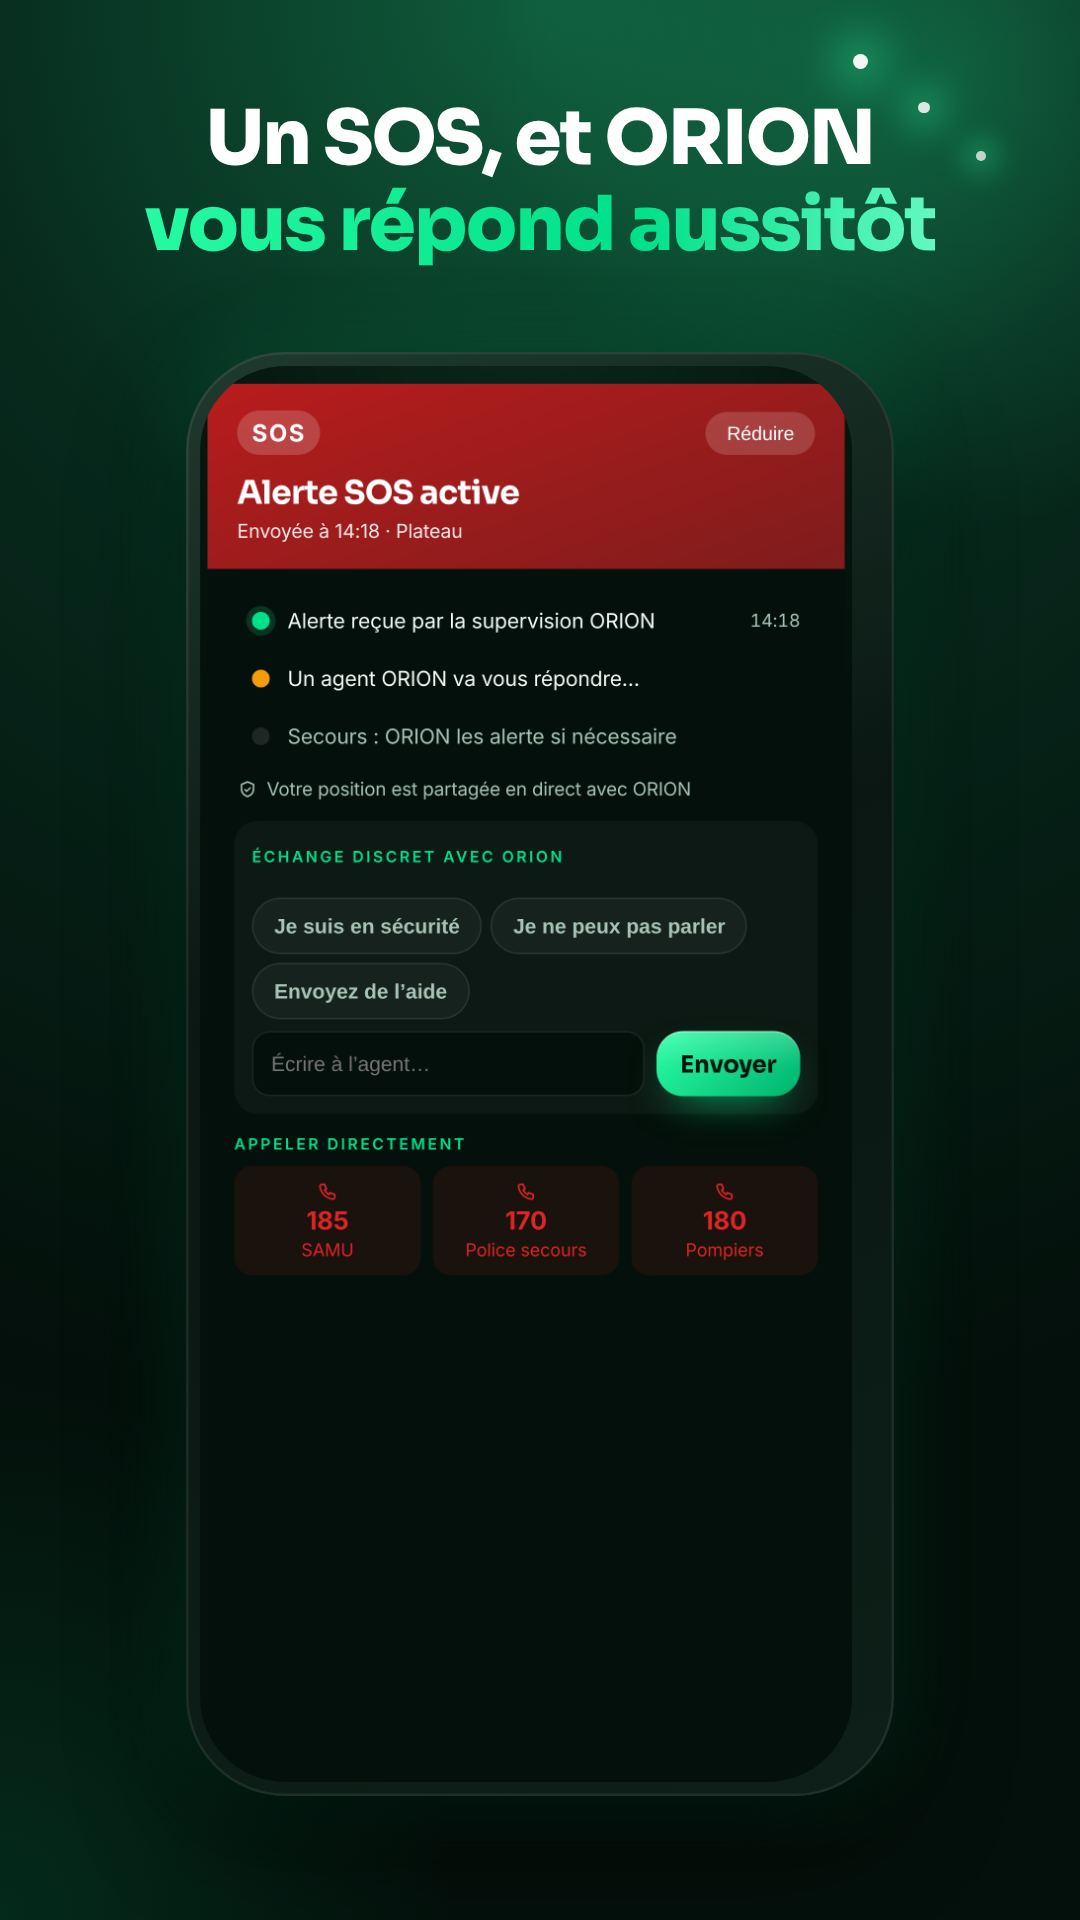 Un SOS, et ORION
vous répond aussitôt
SOS
Réduire
Alerte SOS active
Envoyée à 14:18 · Plateau
Alerte reçue par la supervision ORION 14:18
Un agent ORION va vous répondre…
Secours : ORION les alerte si nécessaire
Votre position est partagée en direct avec ORION
ÉCHANGE DISCRET AVEC ORION
Je suis en sécurité
Je ne peux pas parler
Envoyez de l’aide
Écrire à l’agent…
Envoyer
APPELER DIRECTEMENT
185
SAMU
170
Police secours
180
Pompiers